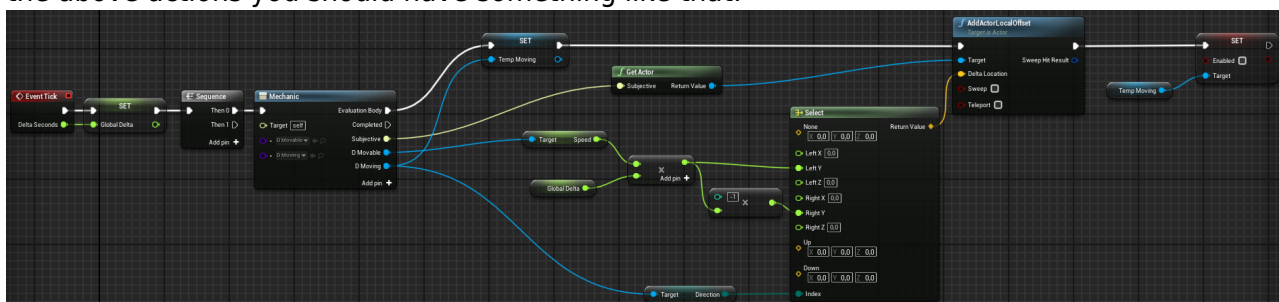 the above actions you should have something like that:
Event Tick
Delta Seconds
SET
Global Delta
Sequence
Then 0
Then 1
Add pin +
Mechanic
Target self
D Movable
D Moving
Evaluation Body
Completed
Subjective
D Movable
D Moving
Add pin +
SET
Temp Moving
f GetActor
Subjective Return Value
Target Speed
Global Delta
x
Add pin +
-1 x
Target Direction
Select
None
X 0,0 Y 0,0 Z 0,0
Return Value
Left X 0,0
Left Y
Left Z 0,0
Right X 0,0
Right Y
Right Z 0,0
Up
X 0,0 Y 0,0 Z 0,0
Down
X 0,0 Y 0,0 Z 0,0
Index
f AddActorLocalOffset
Target is Actor
Target Sweep Hit Result
Delta Location
Sweep
Teleport
Temp Moving
SET
Enabled
Target